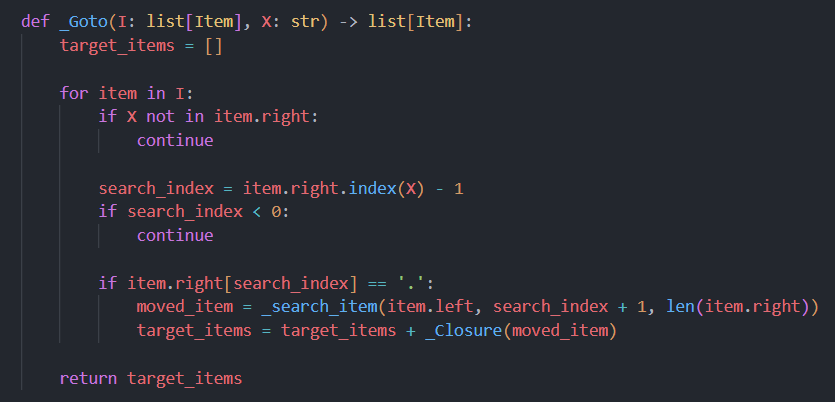 def _Goto(I: list[Item], X: str) -> list[Item]:
    target_items = []

    for item in I:
        if X not in item.right:
            continue

        search_index = item.right.index(X) - 1
        if search_index < 0:
            continue

        if item.right[search_index] == '.':
            moved_item = _search_item(item.left, search_index + 1, len(item.right))
            target_items = target_items + _Closure(moved_item)

    return target_items